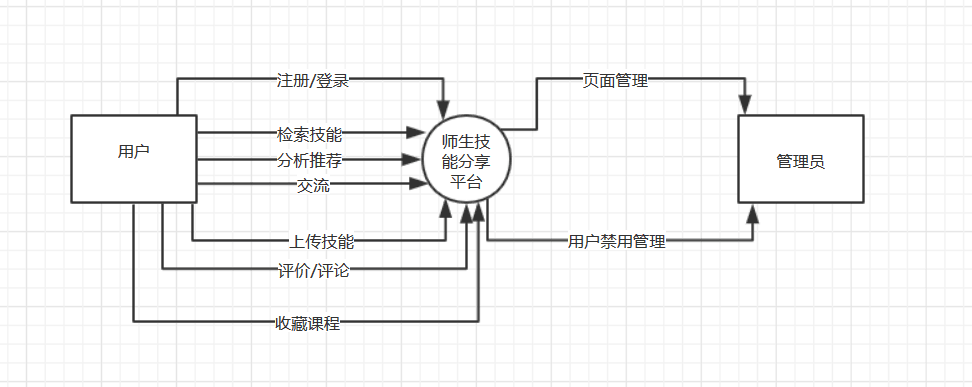 注册/登录
页面管理
用户
检索技能
分析推荐
交流
师生技
能分享
平台
管理员
上传技能
用户禁用管理
评价/评论
收藏课程